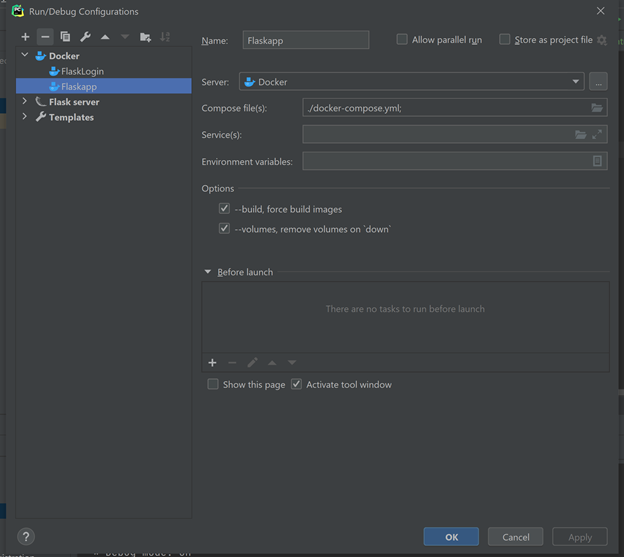 Run/Debug Configurations
Name: Flaskapp Allow parallel run Store as project file
Docker
FlaskLogin
Flaskapp
Flask server
Templates
Server: Docker ...
Compose file(s): ./docker-compose.yml;
Service(s):
Environment variables:
Options
--build, force build images
--volumes, remove volumes on `down`
Before launch
There are no tasks to run before launch
Show this page Activate tool window
? OK Cancel Apply